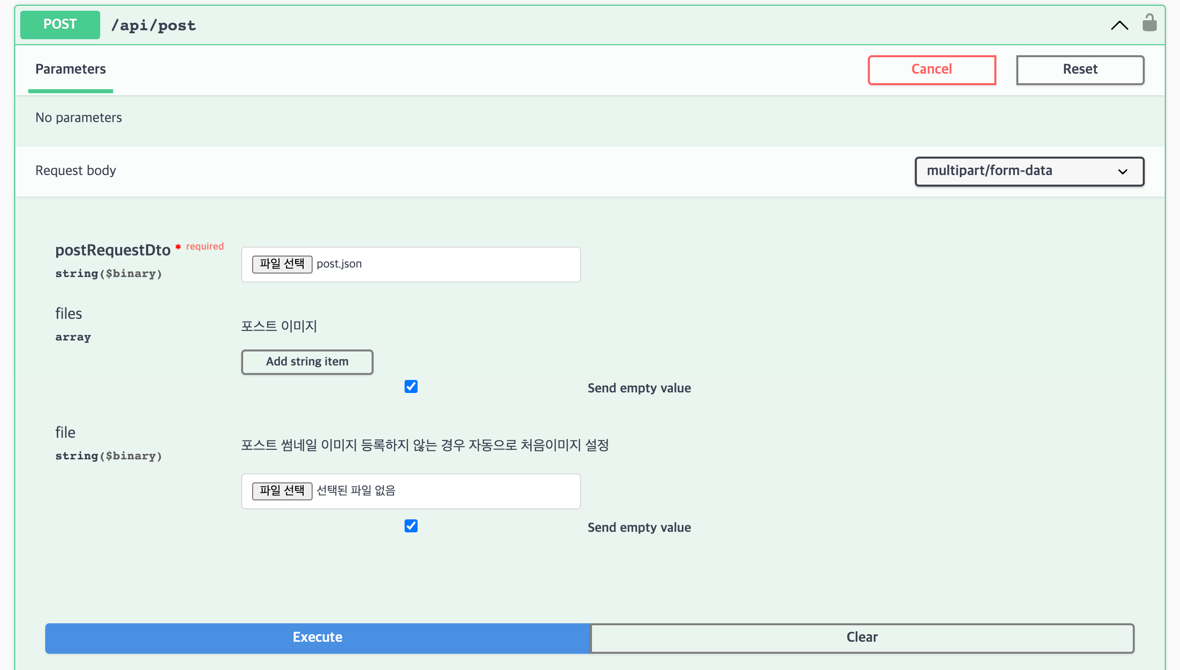 POST /api/post
Parameters Cancel Reset
No parameters
Request body multipart/form-data
postRequestDto * required
string($binary)
파일 선택 post.json
files
array
포스트 이미지
Add string item
Send empty value
file
string($binary)
포스트 썸네일 이미지 등록하지 않는 경우 자동으로 처음이미지 설정
파일 선택 선택된 파일 없음
Send empty value
Execute Clear